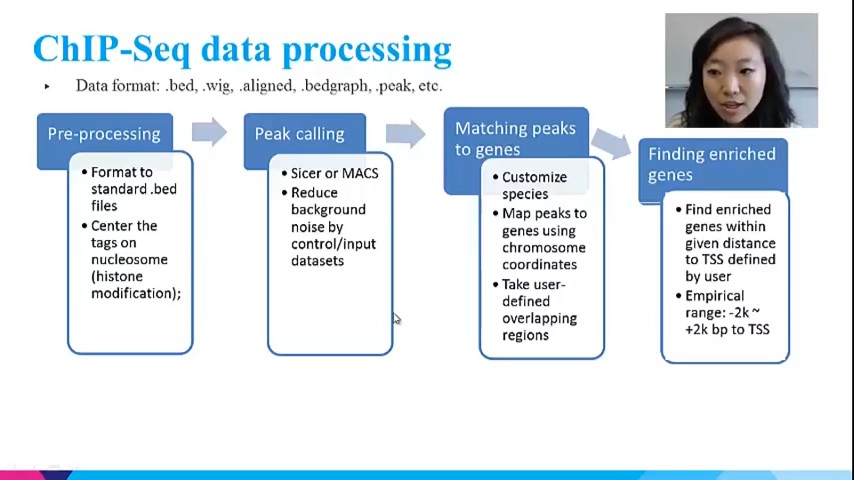 ChIP-Seq data processing
▸ Data format: .bed, .wig, .aligned, .bedgraph, .peak, etc.
Pre-processing
• Format to
standard .bed
files
• Center the
tags on
nucleosome
(histone
modification);
Peak calling
• Sicer or MACS
• Reduce
background
noise by
control/input
datasets
Matching peaks
to genes
• Customize
species
• Map peaks to
genes using
chromosome
coordinates
• Take user-
defined
overlapping
regions
Finding enriched
genes
• Find enriched
genes within
given distance
to TSS defined
by user
• Empirical
range: -2k ~
+2k bp to TSS